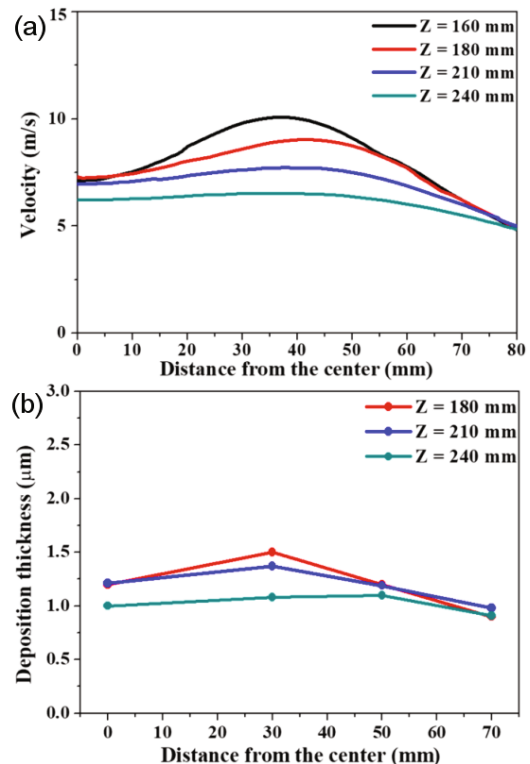 (a)
Z = 160 mm
Z = 180 mm
Z = 210 mm
Z = 240 mm
Velocity (m/s)
15
10
5
0
0 10 20 30 40 50 60 70 80
Distance from the center (mm)
(b)
Z = 180 mm
Z = 210 mm
Z = 240 mm
Deposition thickness (μm)
3.0
2.5
2.0
1.5
1.0
0.5
0.0
0 10 20 30 40 50 60 70
Distance from the center (mm)